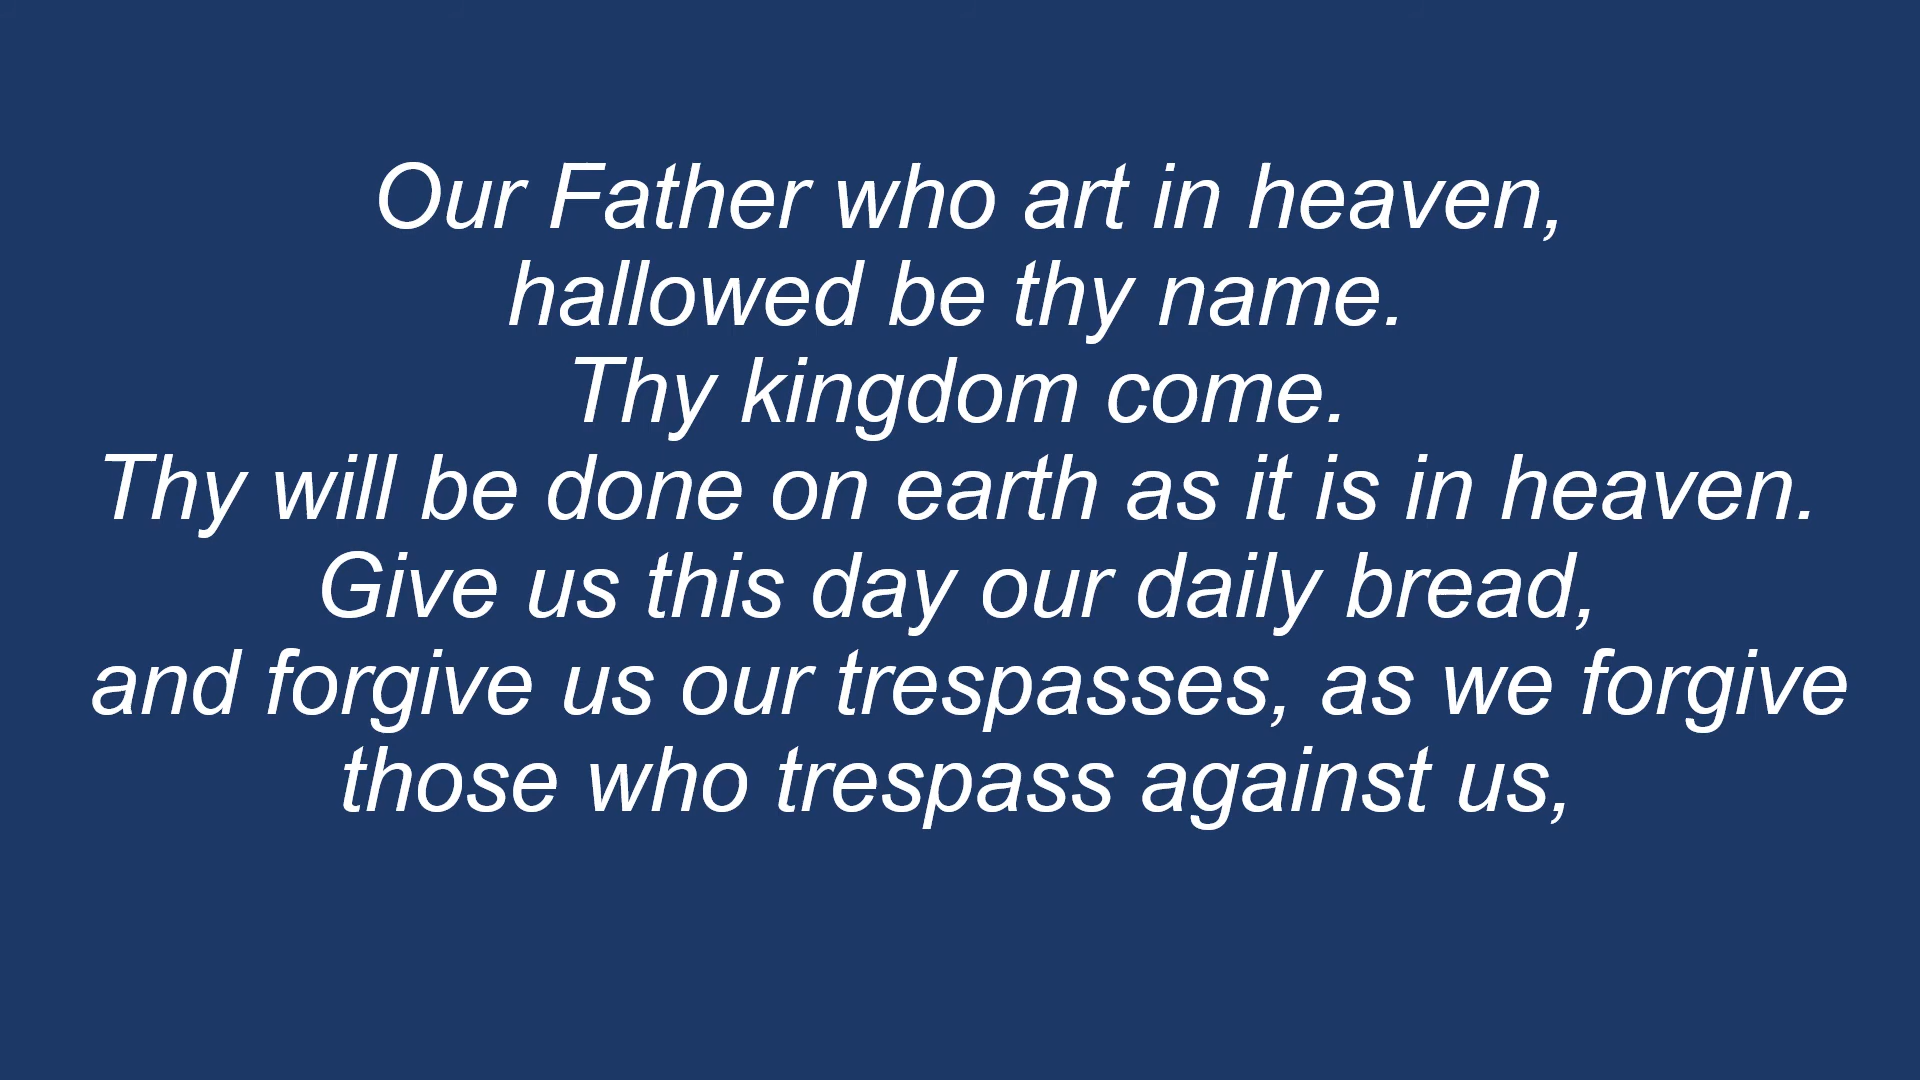 Our Father who art in heaven,
hallowed be thy name.
Thy kingdom come.
Thy will be done on earth as it is in heaven.
Give us this day our daily bread,
and forgive us our trespasses, as we forgive
those who trespass against us,